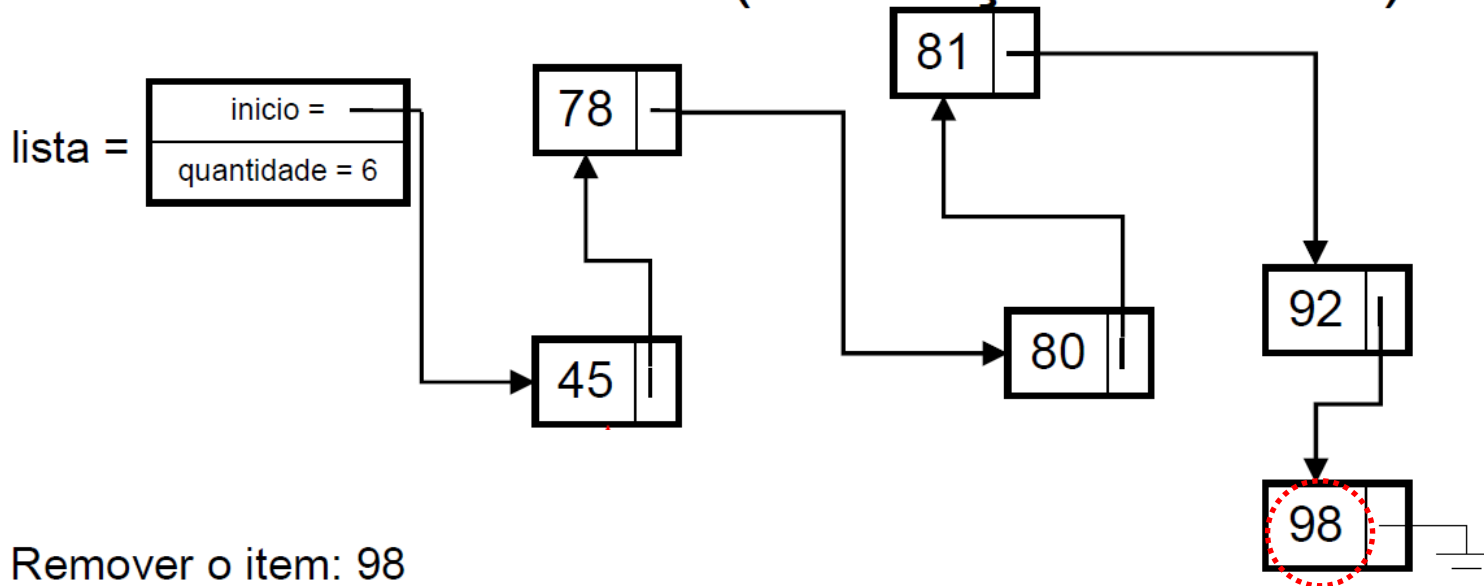 inicio =
lista =
quantidade = 6
78
81
45
80
92
98
Remover o item: 98